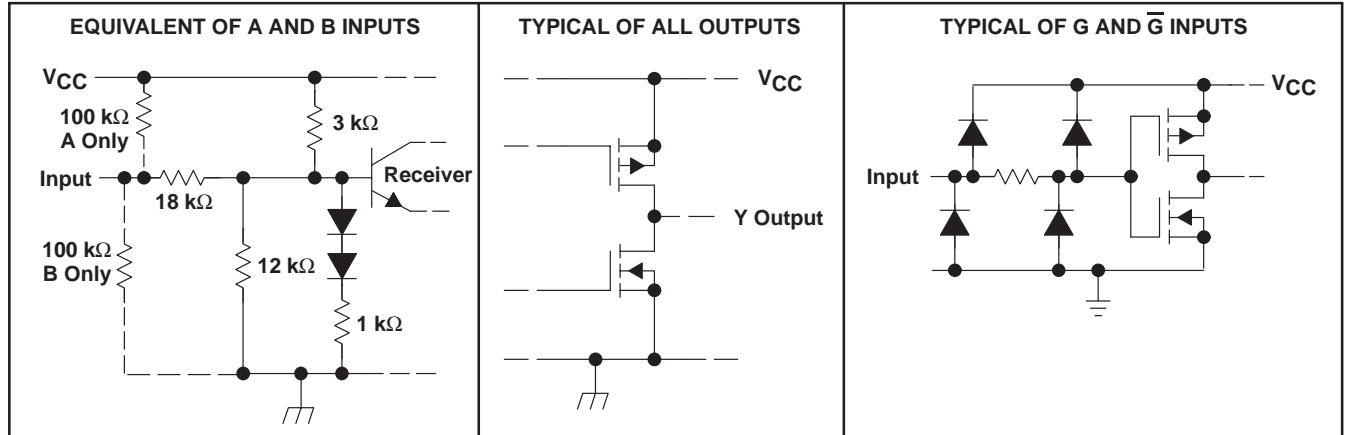 EQUIVALENT OF A AND B INPUTS
VCC
100 kΩ
A Only
3 kΩ
Input
18 kΩ
Receiver
100 kΩ
B Only
12 kΩ
1 kΩ
TYPICAL OF ALL OUTPUTS
VCC
Y Output
TYPICAL OF G AND G̅ INPUTS
VCC
Input